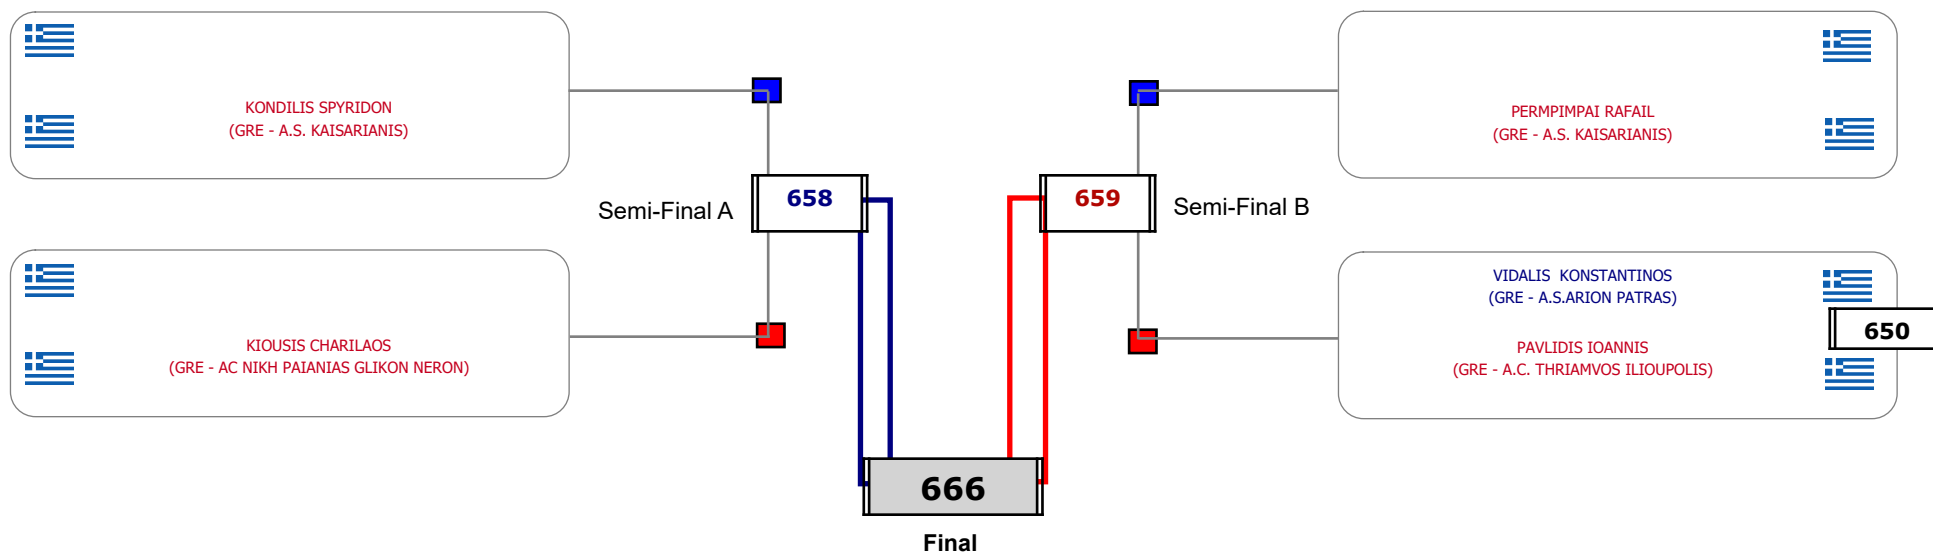 KONDILIS SPYRIDON
(GRE - A.S. KAISARIANIS)
PERMPIMPAI RAFAIL
(GRE - A.S. KAISARIANIS)
658
Semi-Final A
659
Semi-Final B
KIOUSIS CHARILAOS
(GRE - AC NIKH PAIANIAS GLIKON NERON)
VIDALIS  KONSTANTINOS
(GRE - A.S.ARION PATRAS)
650
PAVLIDIS IOANNIS
(GRE - A.C. THRIAMVOS ILIOUPOLIS)
666
Final